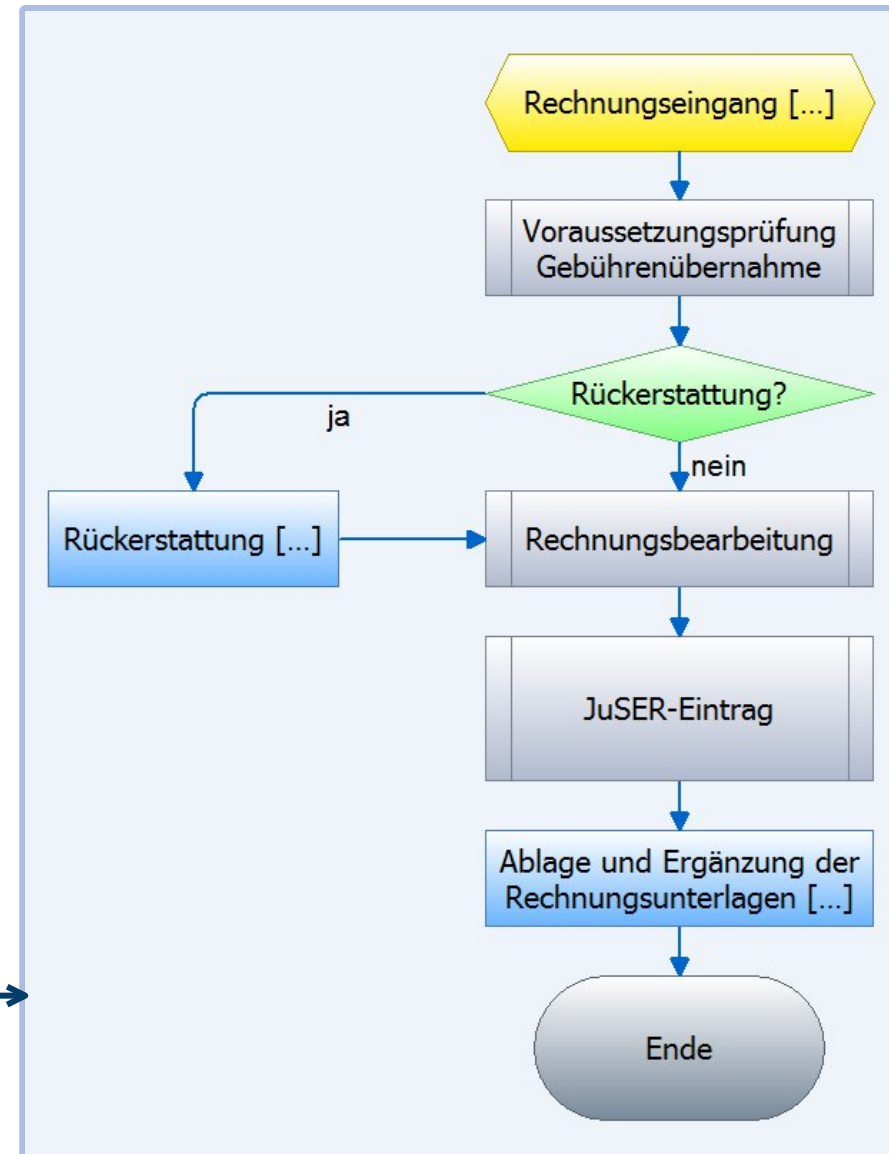 Rechnungseingang [...]
Voraussetzungsprüfung
Gebührenübernahme
Rückerstattung?
ja
nein
Rückerstattung [...]
Rechnungsbearbeitung
JuSER-Eintrag
Ablage und Ergänzung der
Rechnungsunterlagen [...]
Ende